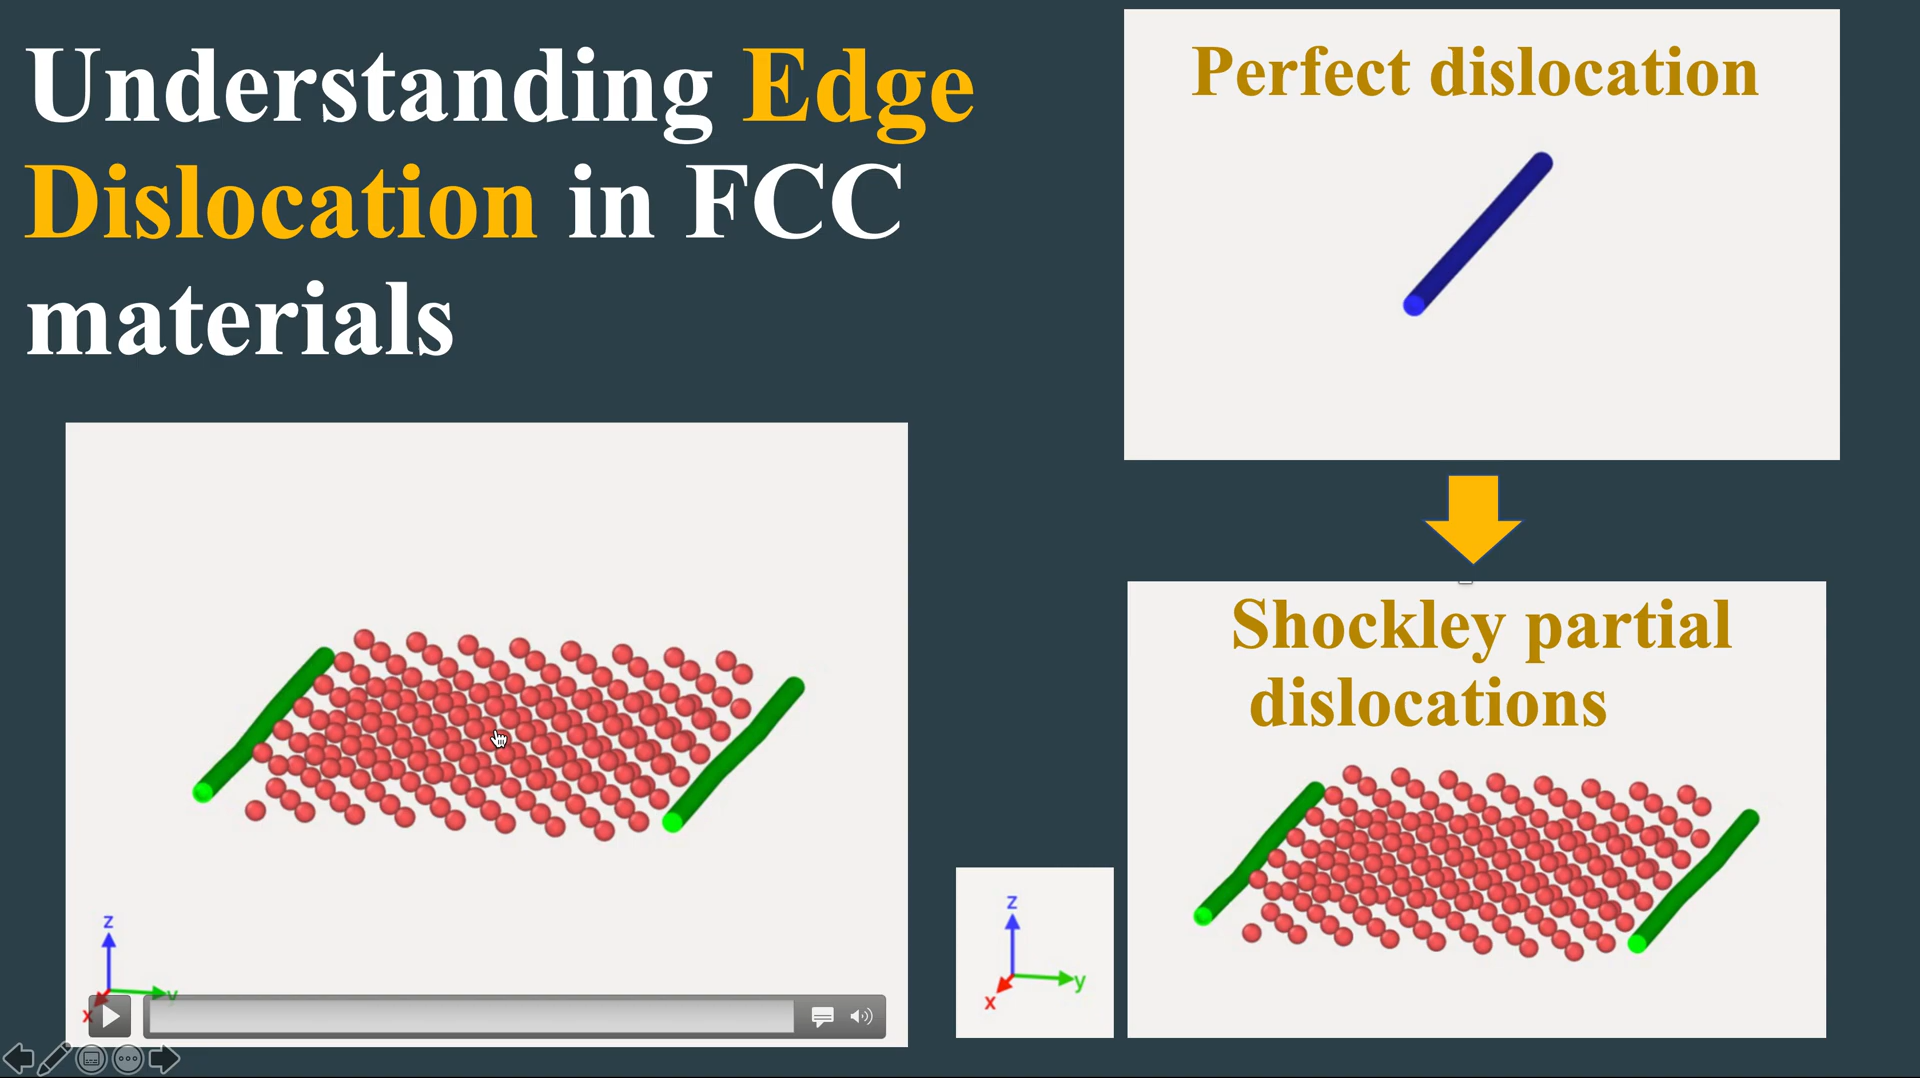 Understanding Edge
Dislocation in FCC
materials
Perfect dislocation
Shockley partial
dislocations
z
y
x
z
y
x